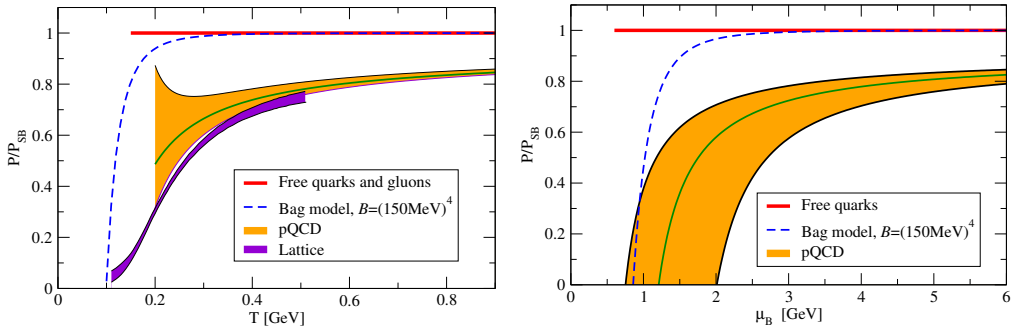 P/P_SB
1
0.8
0.6
0.4
0.2
0
0
0.2
0.4
0.6
0.8
T [GeV]
Free quarks and gluons
Bag model, B=(150MeV)^4
pQCD
Lattice
P/P_SB
1
0.8
0.6
0.4
0.2
0
0
1
2
3
4
5
6
μ_B [GeV]
Free quarks
Bag model, B=(150MeV)^4
pQCD